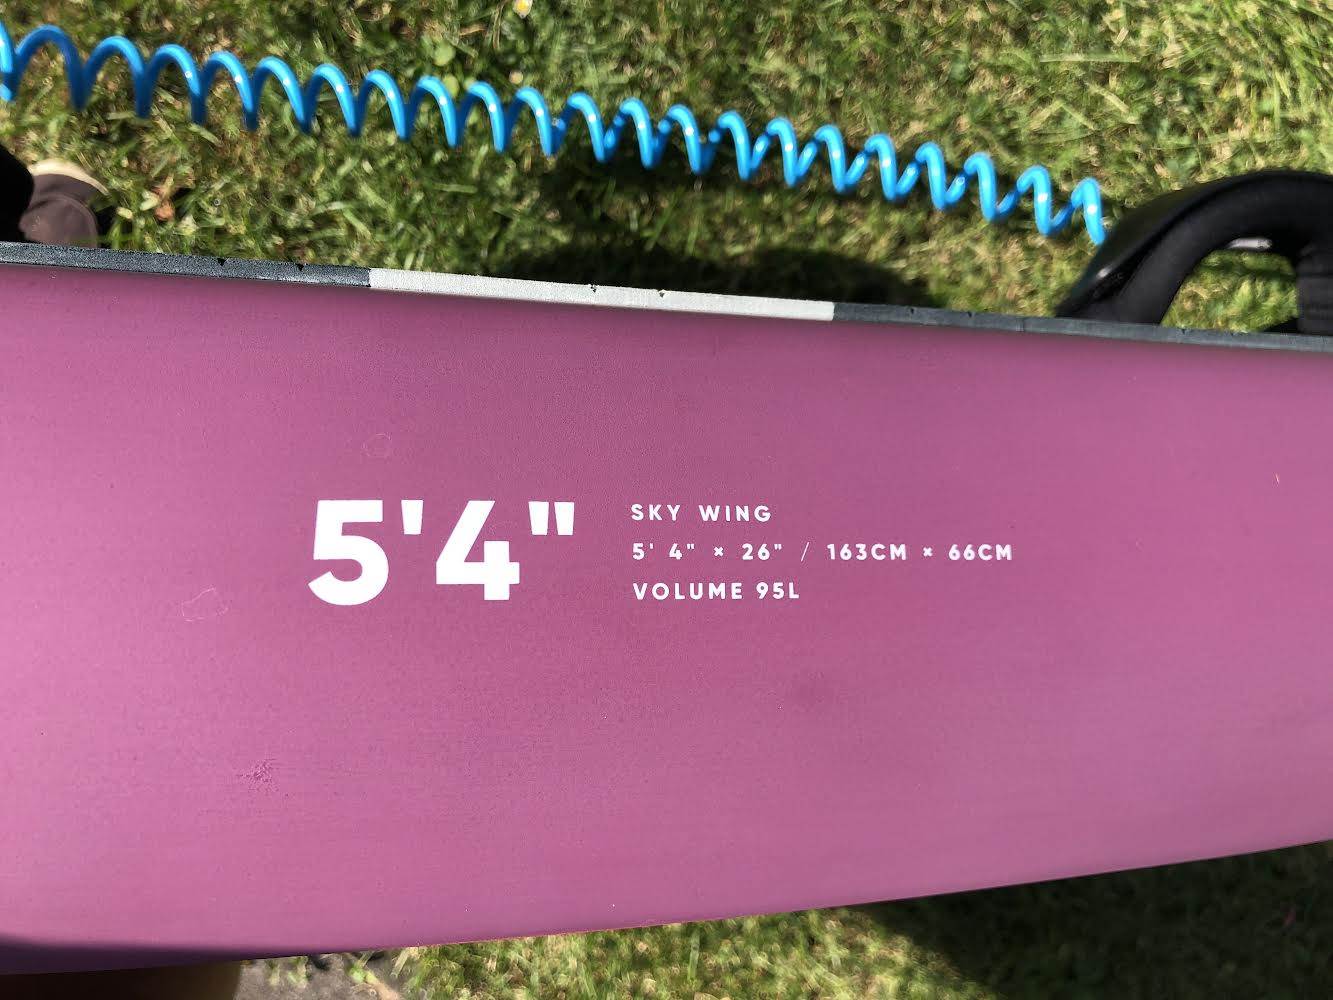 5'4"
SKY WING
5' 4" × 26" / 163CM × 66CM
VOLUME 95L